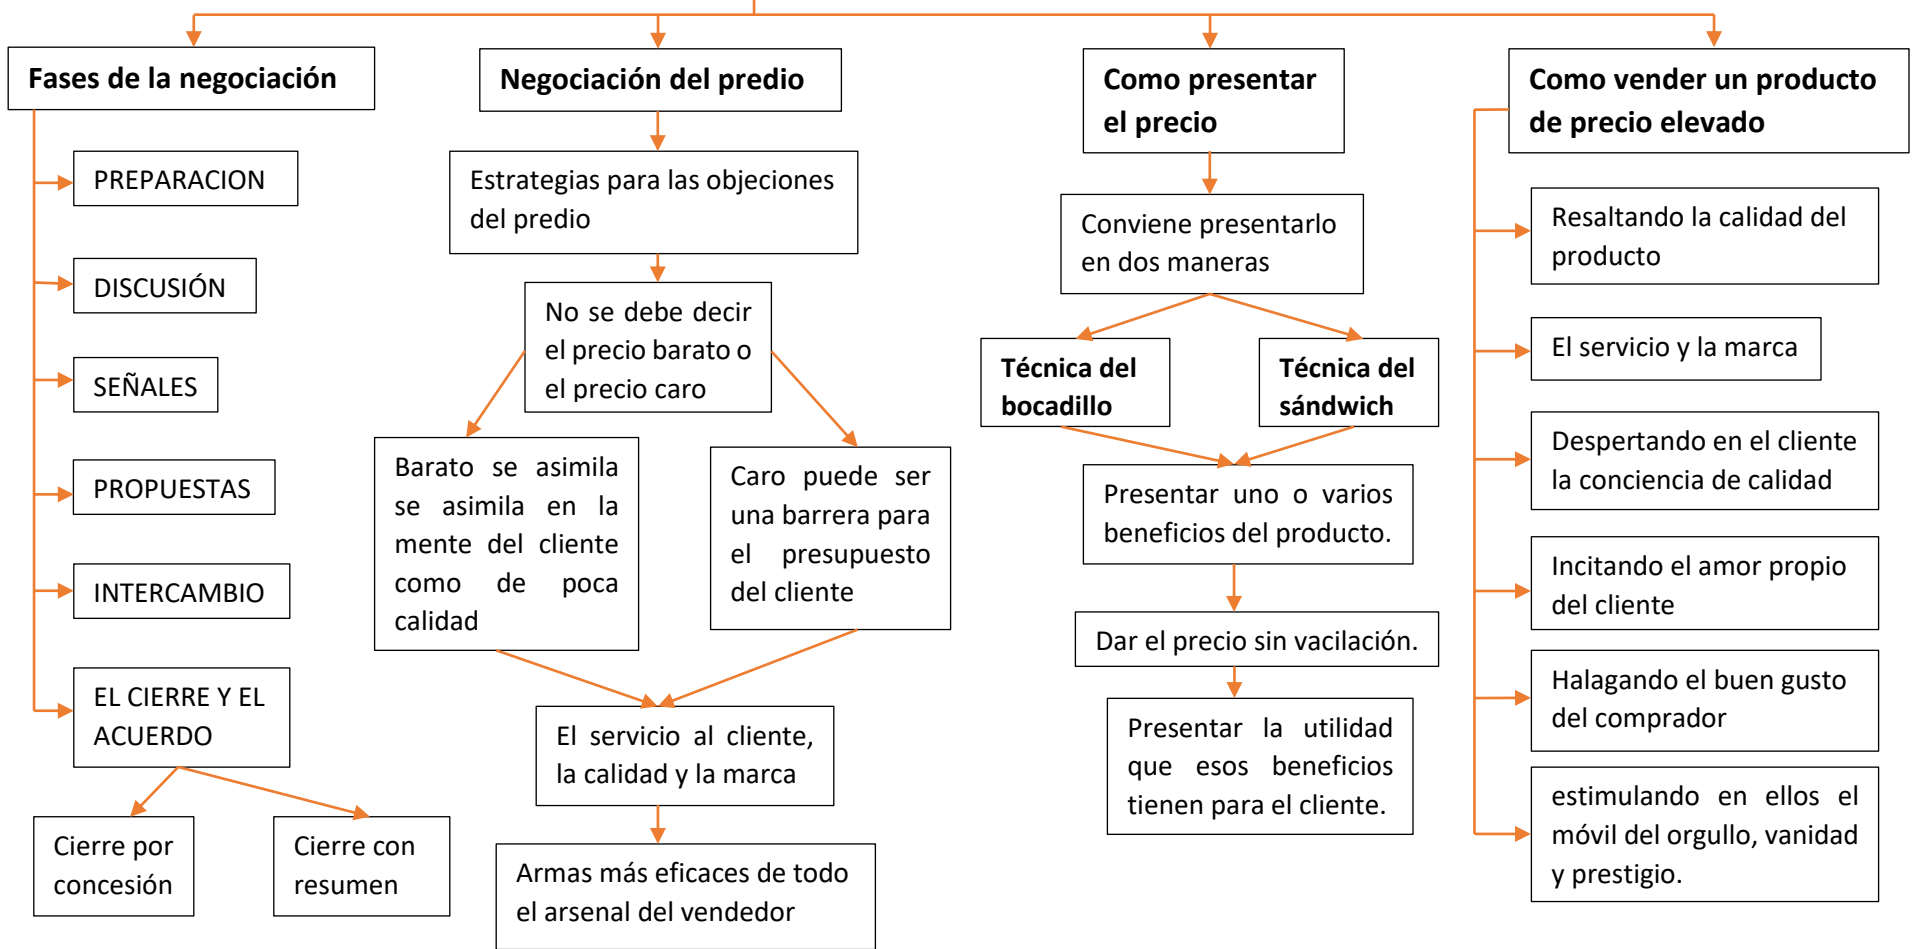 Fases de la negociación
PREPARACION
DISCUSIÓN
SEÑALES
PROPUESTAS
INTERCAMBIO
EL CIERRE Y EL
ACUERDO
Cierre por
concesión
Cierre con
resumen
Negociación del predio
Estrategias para las objeciones
del predio
No se debe decir
el precio barato o
el precio caro
Barato se asimila
se asimila en la
mente del cliente
como de poca
calidad
Caro puede ser
una barrera para
el presupuesto
del cliente
El servicio al cliente,
la calidad y la marca
Armas más eficaces de todo
el arsenal del vendedor
Como presentar
el precio
Conviene presentarlo
en dos maneras
Técnica del
bocadillo
Técnica del
sándwich
Presentar uno o varios
beneficios del producto.
Dar el precio sin vacilación.
Presentar la utilidad
que esos beneficios
tienen para el cliente.
Como vender un producto
de precio elevado
Resaltando la calidad del
producto
El servicio y la marca
Despertando en el cliente
la conciencia de calidad
Incitando el amor propio
del cliente
Halagando el buen gusto
del comprador
estimulando en ellos el
móvil del orgullo, vanidad
y prestigio.